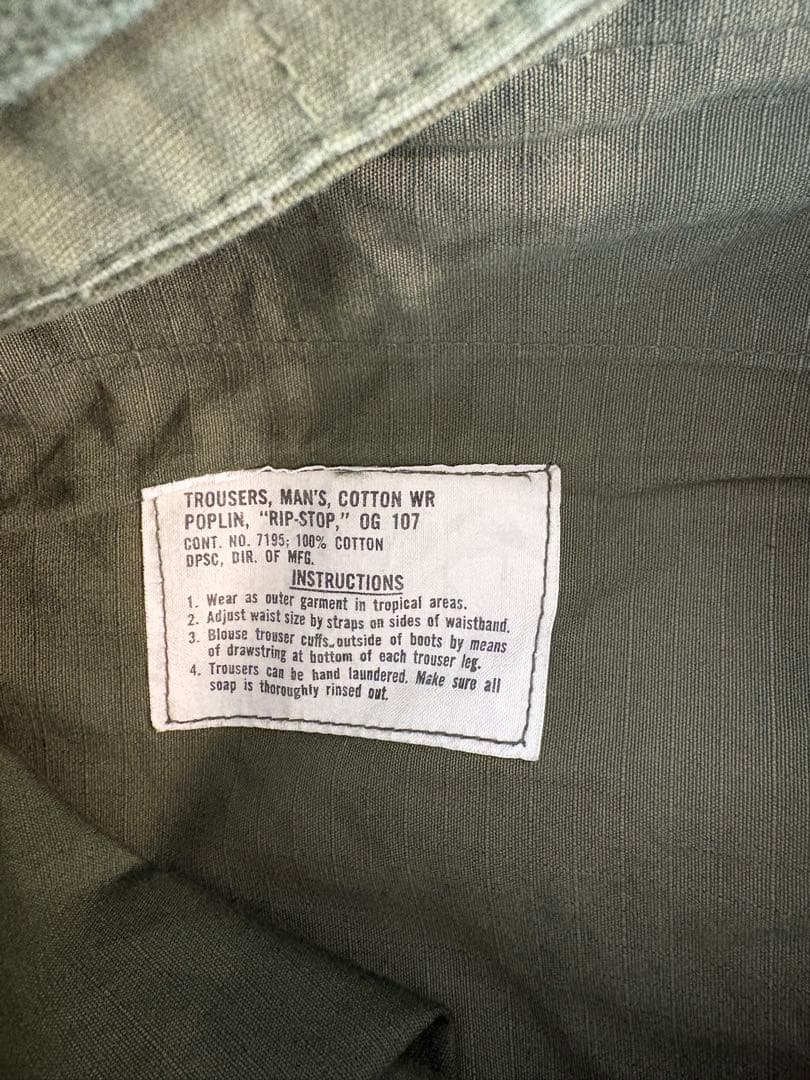 TROUSERS, MAN'S, COTTON WR
POPLIN, "RIP-STOP," OG 107
CONT. NO. 7195; 100% COTTON
DPSC, DIR. OF MFG.
INSTRUCTIONS
1. Wear as outer garment in tropical areas.
2. Adjust waist size by straps on sides of waistband.
3. Blouse trouser cuffs outside of boots by means
of drawstring at bottom of each trouser leg.
4. Trousers can be hand laundered. Make sure all
soap is thoroughly rinsed out.